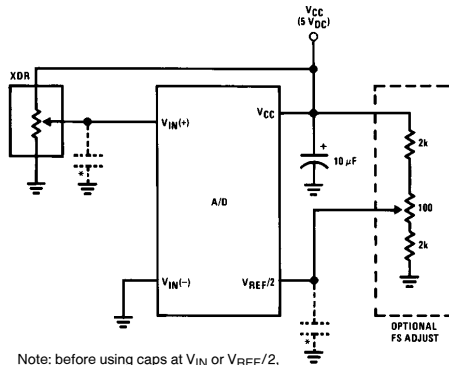 VCC
(5 VDC)
XDR
VIN(+)
VCC
2k
+
10 µF
*
A/D
100
2k
VIN(−)
VREF/2
*
OPTIONAL
FS ADJUST
Note: before using caps at VIN or VREF/2,